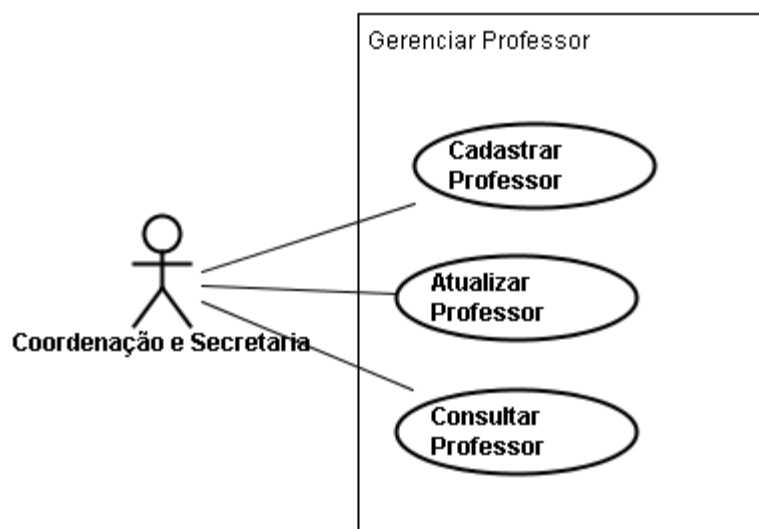 Gerenciar Professor
Cadastrar
Professor
Atualizar
Professor
Coordenação e Secretaria
Consultar
Professor